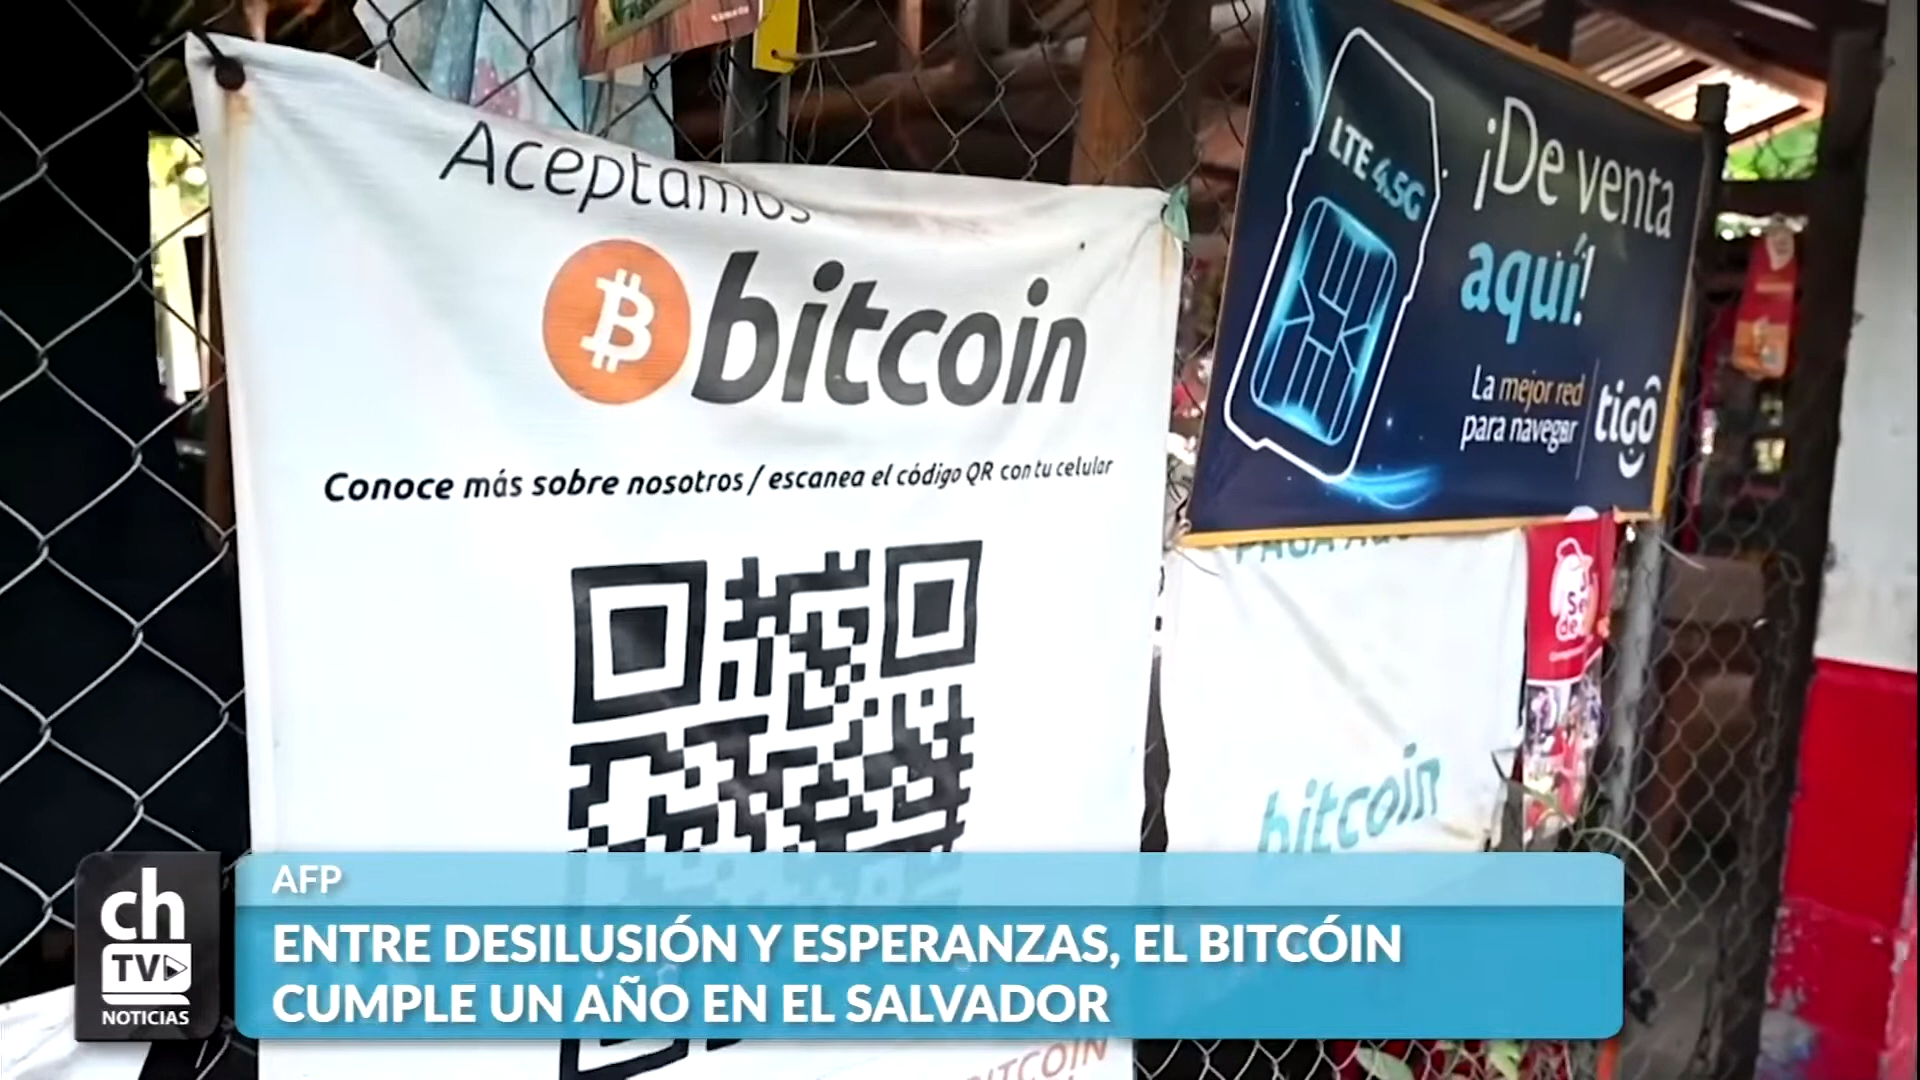 Aceptamos
bitcoin
Conoce más sobre nosotros / escanea el código QR con tu celular
LTE 4.5G
¡De venta
aquí!
La mejor red
para navegar
tigo
bitcoin
BITCOIN
AFP
ENTRE DESILUSIÓN Y ESPERANZAS, EL BITCÓIN
CUMPLE UN AÑO EN EL SALVADOR
ch
TV
NOTICIAS